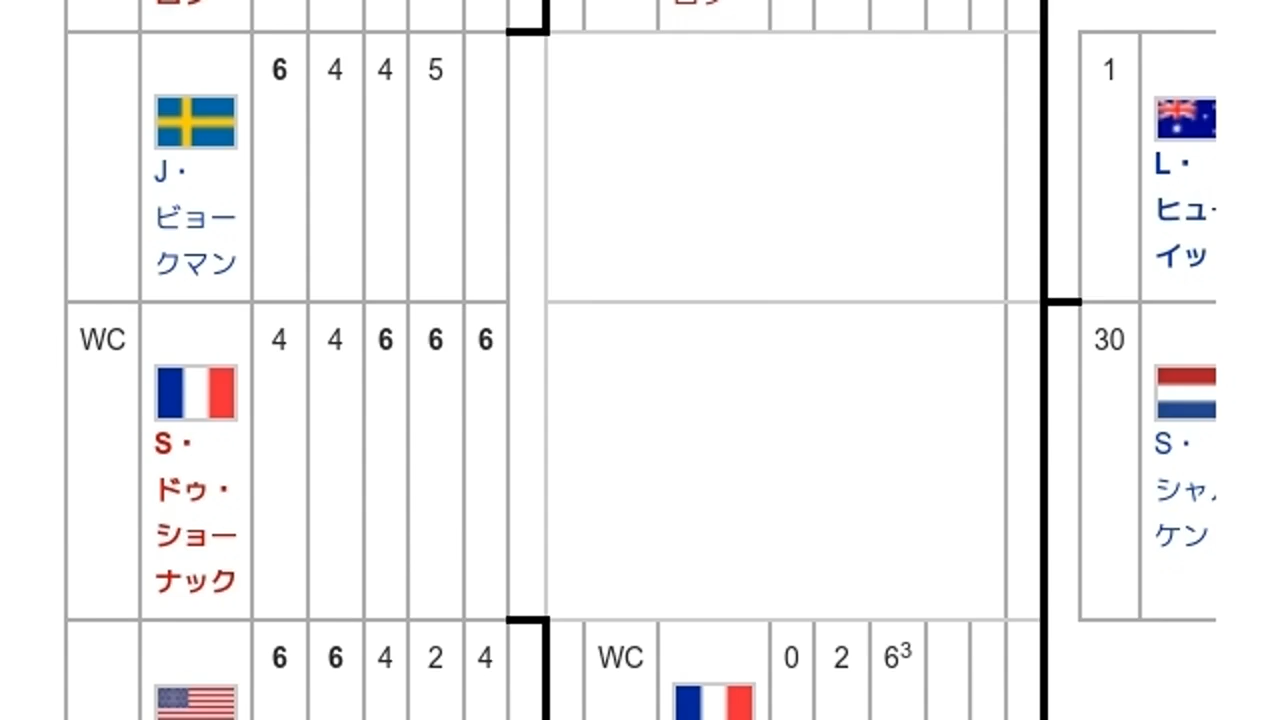 6 4 4 5
J・
ビョー
クマン
1
L・
ヒュー
イッ
WC 4 4 6 6 6
S・
ドゥ・
ショー
ナック
30
S・
シャ
ケン
6 6 4 2 4
WC 0 2 6³